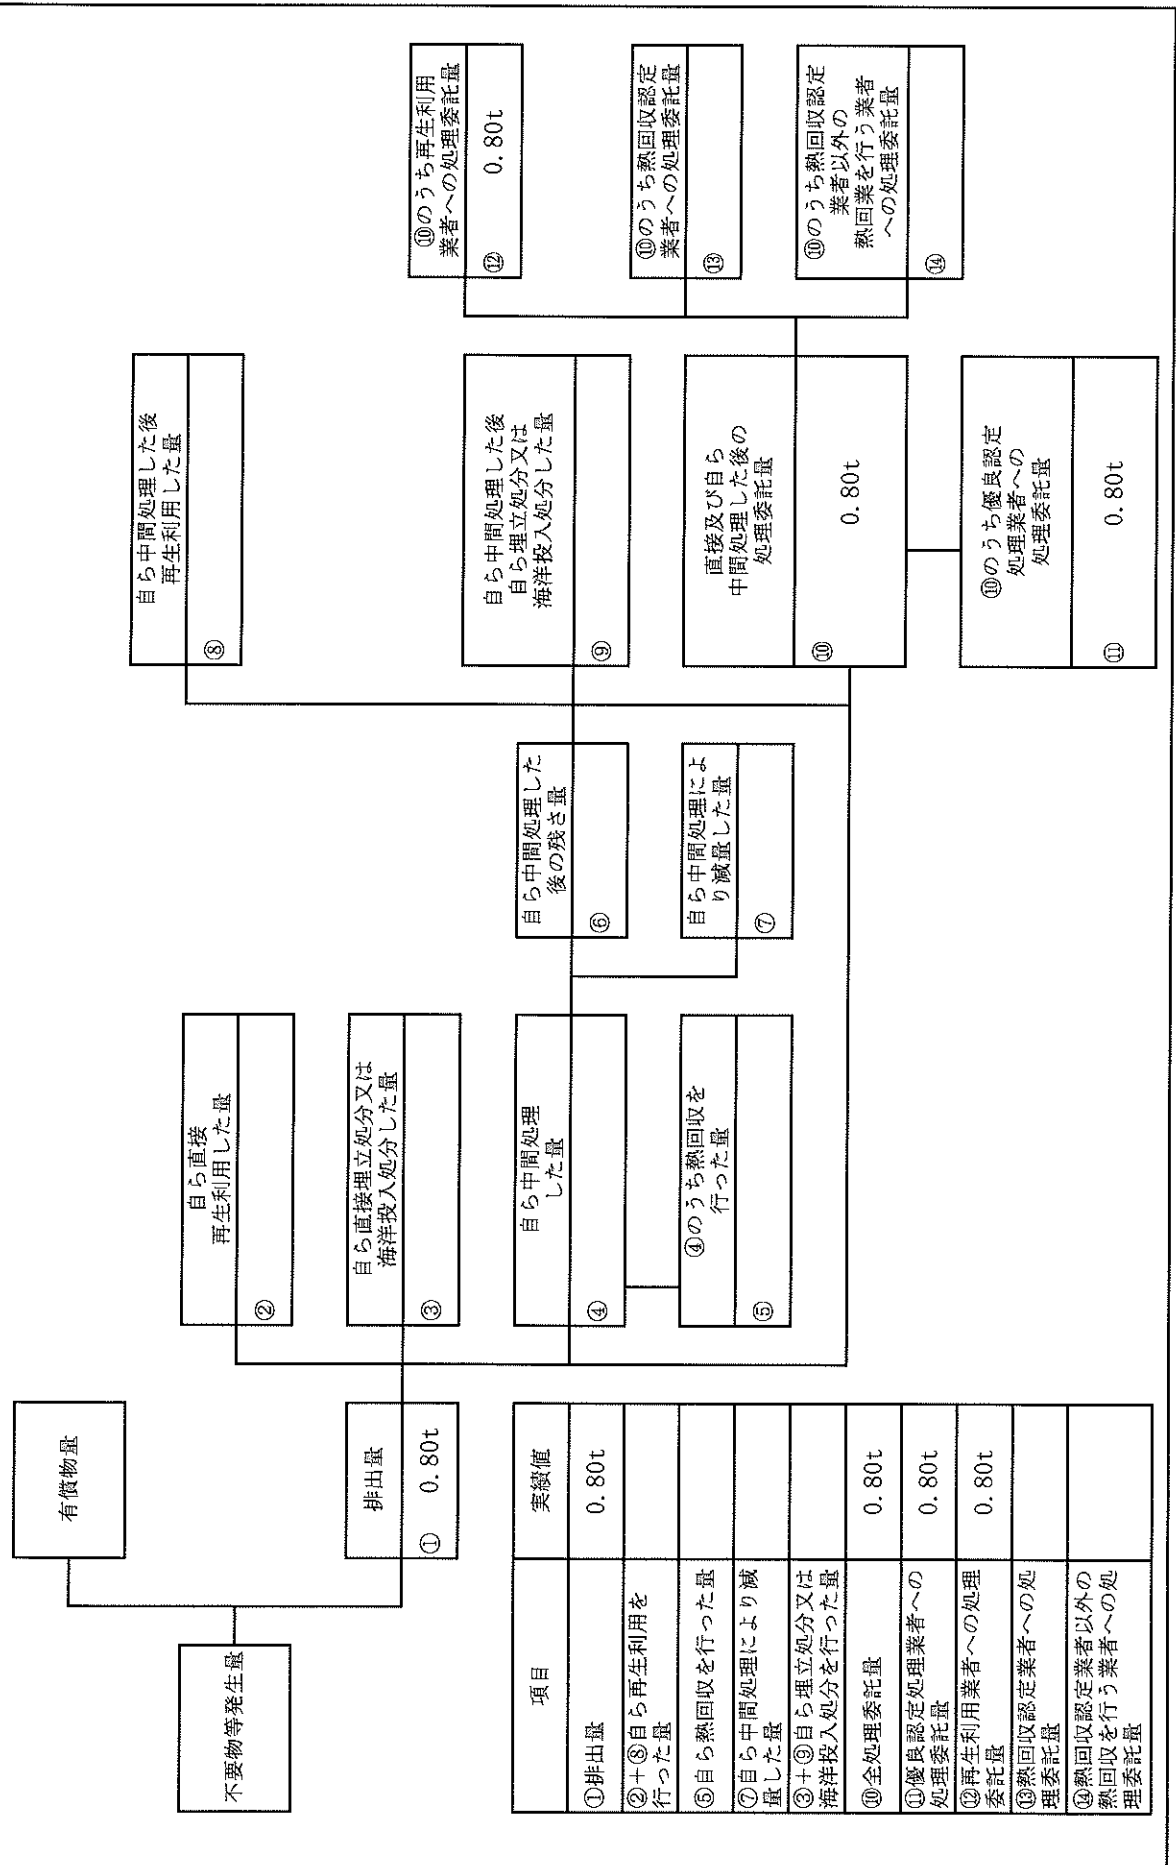 不要物等発生量
有償物量
排出量
① 0.80t
自ら直接
再生利用した量
②
自ら直接埋立処分又は
海洋投入処分した量
③
自ら中間処理
した量
④
④のうち熱回収を
行った量
⑤
自ら中間処理した
後の残さ量
⑥
自ら中間処理によ
り減量した量
⑦
自ら中間処理した後
再生利用した量
⑧
自ら中間処理した後
自ら埋立処分又は
海洋投入処分した量
⑨
直接及び自ら
中間処理した後の
処理委託量
⑩ 0.80t
⑩のうち優良認定
処理業者への
処理委託量
⑪ 0.80t
⑩のうち再生利用
業者への処理委託量
⑫ 0.80t
⑩のうち熱回収認定
業者への処理委託量
⑬
⑩のうち熱回収認定
業者以外の
熱回業を行う業者
への処理委託量
⑭
項目 実績値
①排出量 0.80t
②+⑧自ら再生利用を
行った量
⑤自ら熱回収を行った量
⑦自ら中間処理により減
量した量
③+⑨自ら埋立処分又は
海洋投入処分を行った量
⑩全処理委託量 0.80t
⑪優良認定処理業者への
処理委託量 0.80t
⑫再生利用業者への処理
委託量 0.80t
⑬熱回収認定業者への処
理委託量
⑭熱回収認定業者以外の
熱回収を行う業者への処
理委託量